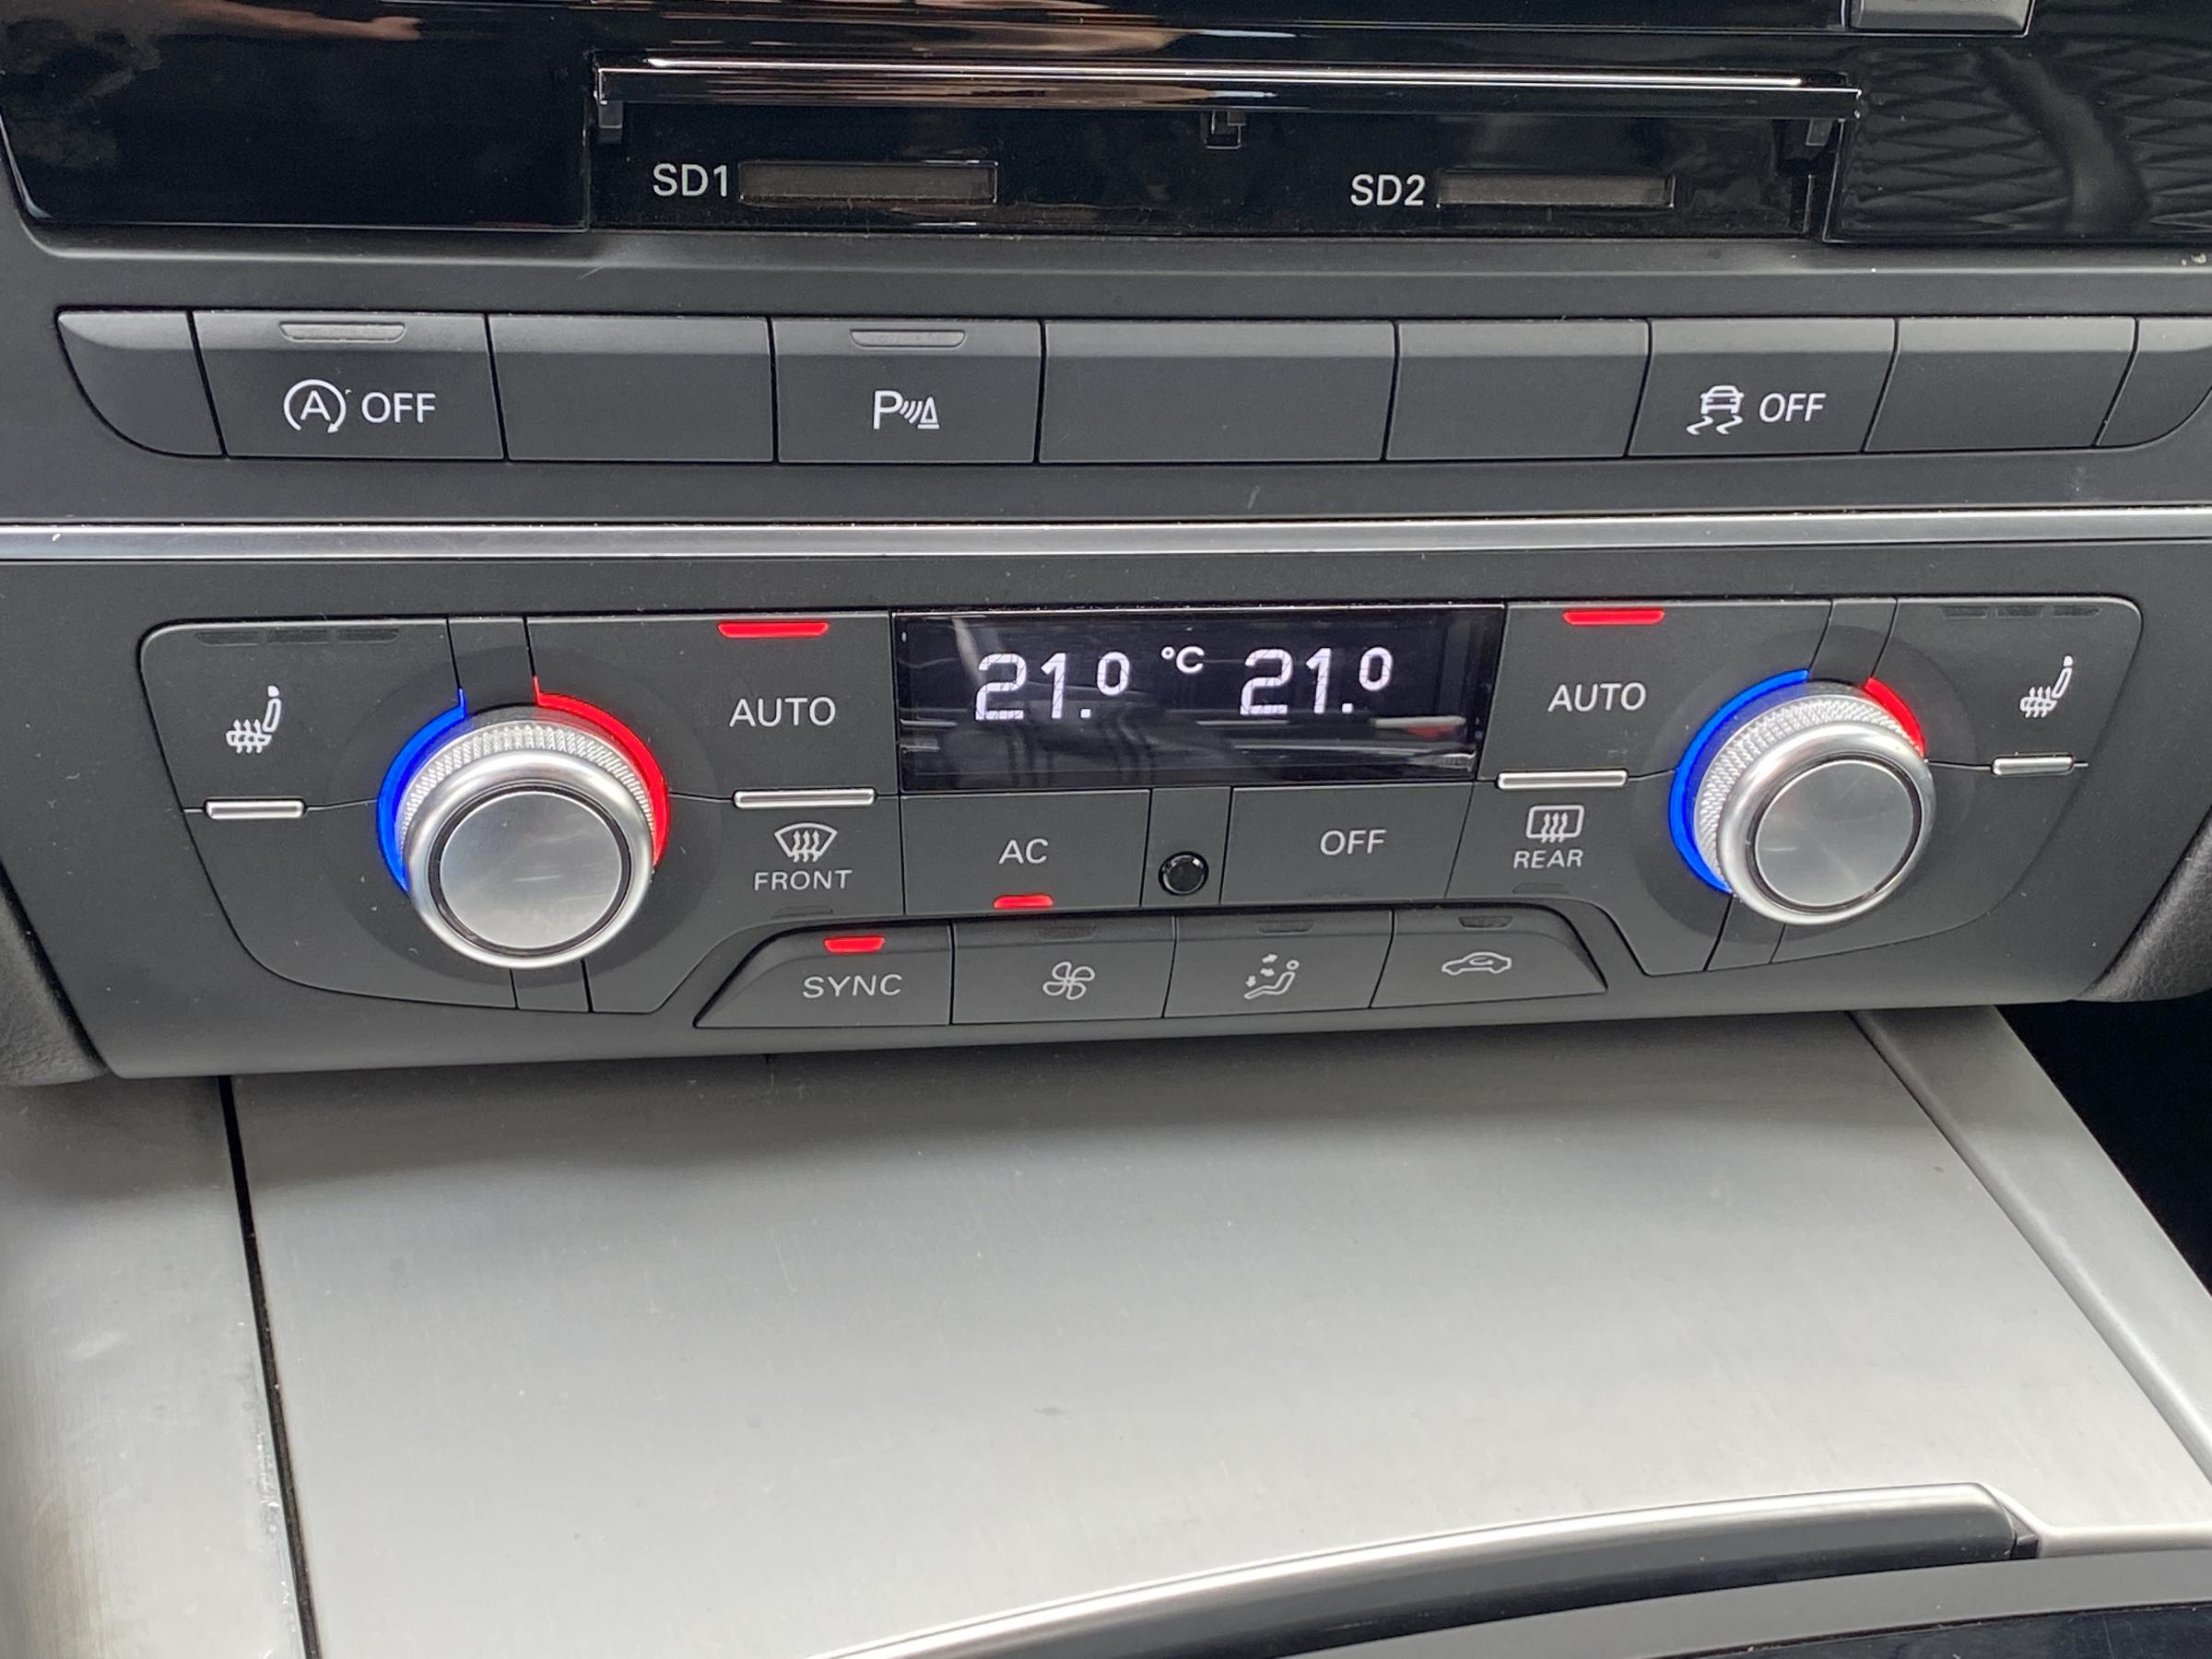 SD1 SD2
A OFF P OFF
21.0 °C 21.0
AUTO AUTO
AC OFF
FRONT REAR
SYNC